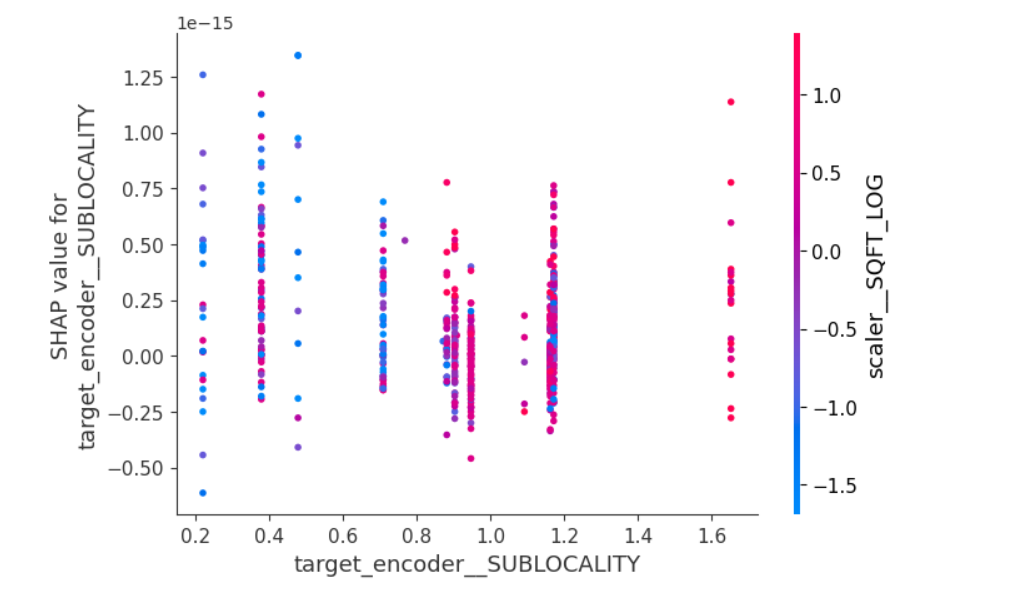 1e−15
1.25
1.00
0.75
0.50
0.25
0.00
−0.25
−0.50
SHAP value for
target_encoder__SUBLOCALITY
0.2 0.4 0.6 0.8 1.0 1.2 1.4 1.6
target_encoder__SUBLOCALITY
1.0
0.5
0.0
−0.5
−1.0
−1.5
scaler__SQFT_LOG